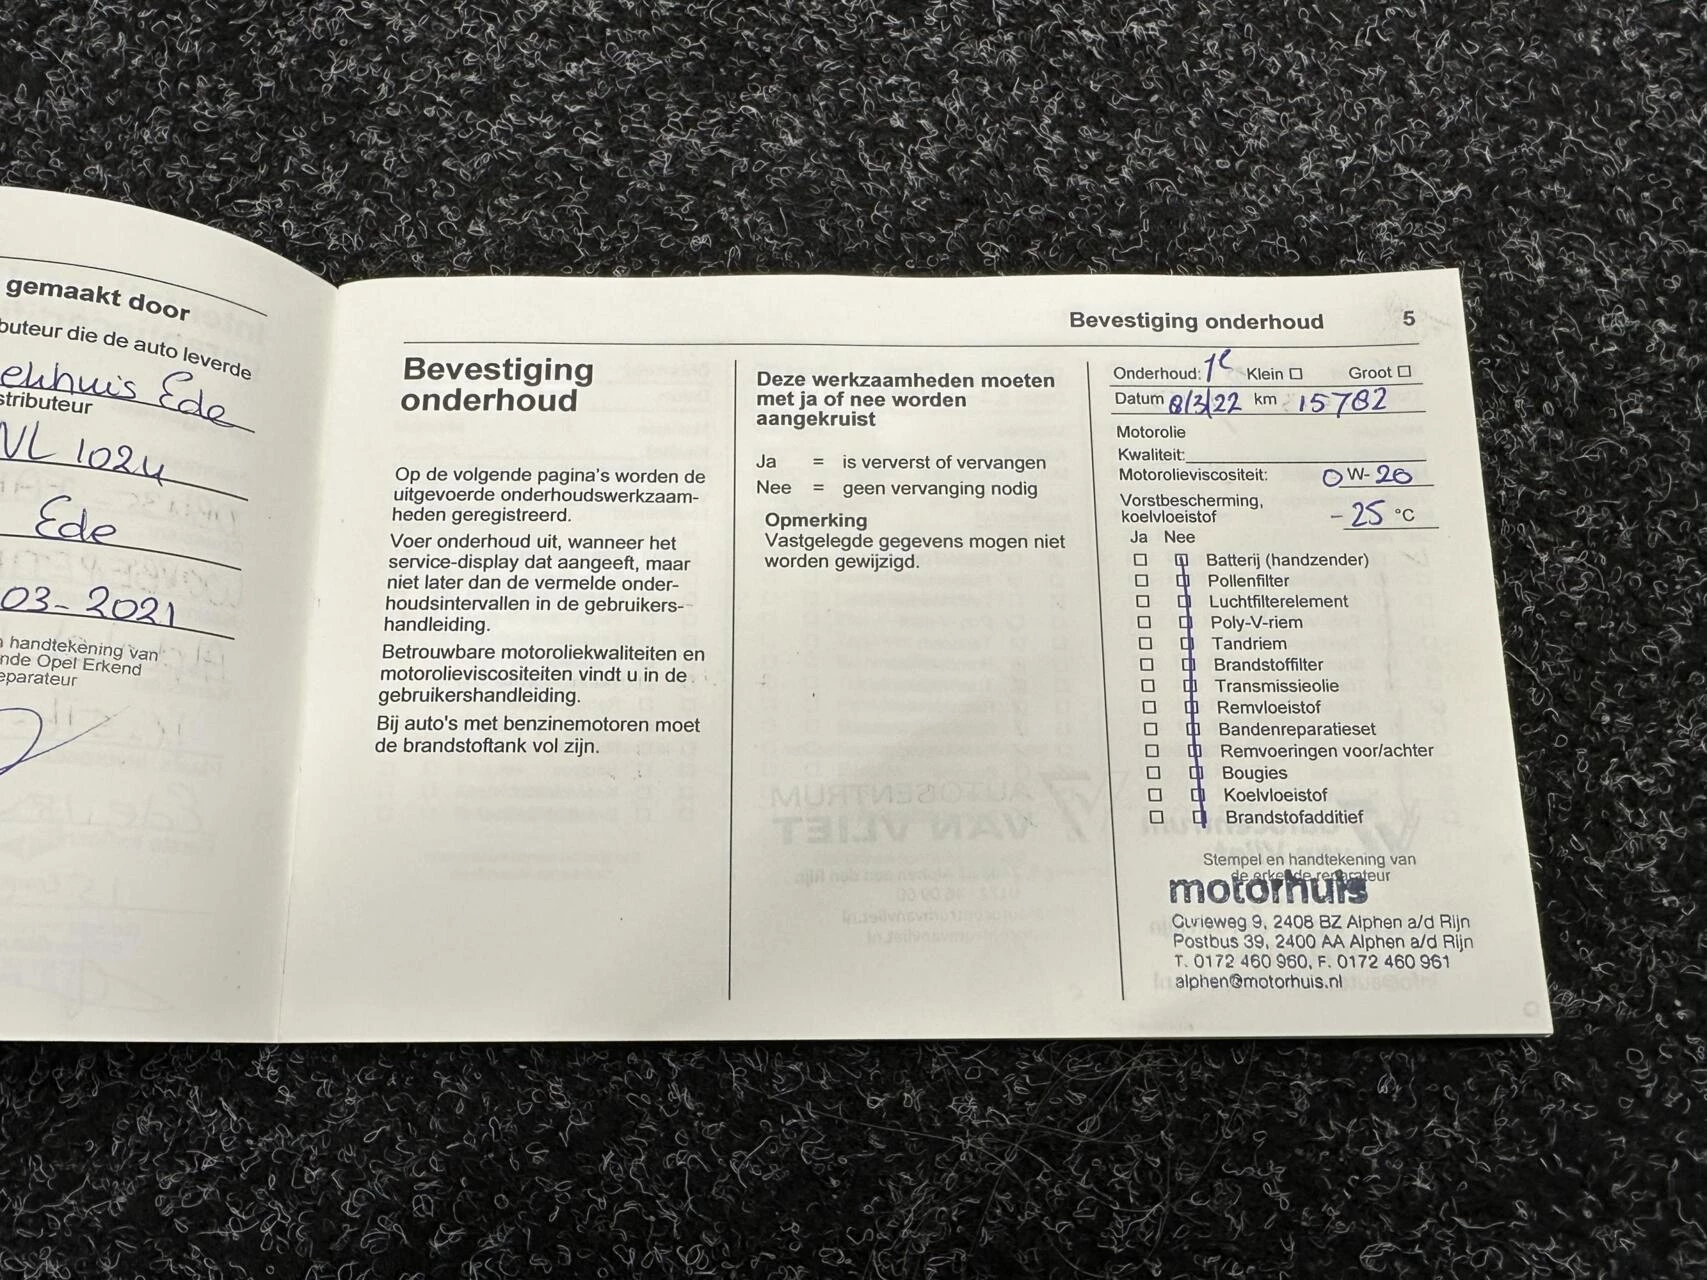 gemaakt door
buteur die de auto leverde
Ede
stributeur
NL 1024
Ede
03-2021
handtekening van
nde Opel Erkend
eparateur
Bevestiging onderhoud 5
Bevestiging
onderhoud
Op de volgende pagina's worden de
uitgevoerde onderhoudswerkzaam-
heden geregistreerd.
Voer onderhoud uit, wanneer het
service-display dat aangeeft, maar
niet later dan de vermelde onder-
houdsintervallen in de gebruikers-
handleiding.
Betrouwbare motoroliekwaliteiten en
motorolieviscositeiten vindt u in de
gebruikershandleiding.
Bij auto's met benzinemotoren moet
de brandstoftank vol zijn.
Deze werkzaamheden moeten
met ja of nee worden
aangekruist
Ja = is ververst of vervangen
Nee = geen vervanging nodig
Opmerking
Vastgelegde gegevens mogen niet
worden gewijzigd.
Onderhoud: 1e Klein Groot
Datum 8/3/22 km 15782
Motorolie
Kwaliteit:
Motorolieviscositeit: 0 W- 20
Vorstbescherming,
koelvloeistof -25 °C
Ja Nee
Batterij (handzender)
Pollenfilter
Luchtfilterelement
Poly-V-riem
Tandriem
Brandstoffilter
Transmissieolie
Remvloeistof
Bandenreparatieset
Remvoeringen voor/achter
Bougies
Koelvloeistof
Brandstofadditief
Stempel en handtekening van
de erkende reparateur
motorhuis
Curieweg 9, 2408 BZ Alphen a/d Rijn
Postbus 39, 2400 AA Alphen a/d Rijn
T. 0172 460 960, F. 0172 460 961
alphen@motorhuis.nl